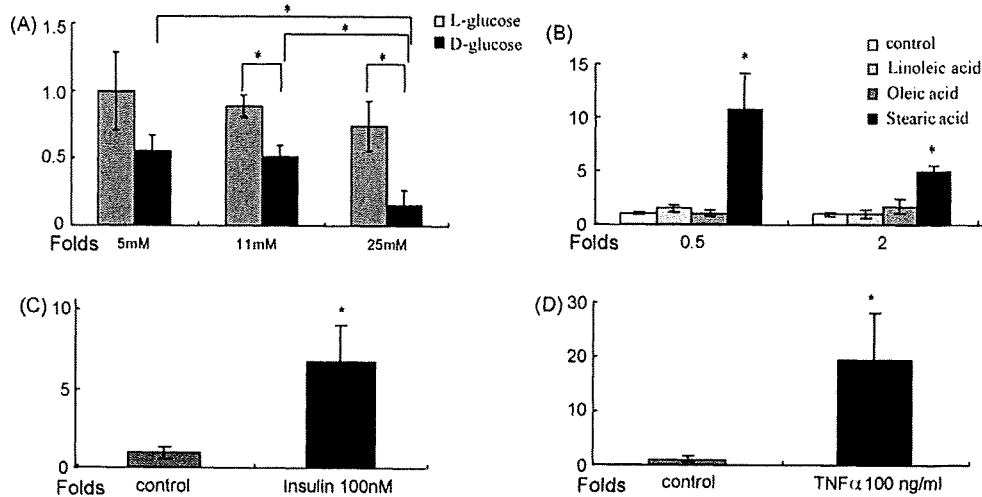 (A)
1.5
1.0
0.5
0
*
*
*
*
L-glucose
D-glucose
Folds 5mM 11mM 25mM
(B)
15
10
5
0
*
*
control
Linoleic acid
Oleic acid
Stearic acid
Folds 0.5 2
(C)
10
5
0
*
Folds control Insulin 100nM
(D)
30
20
10
0
*
Folds control TNFα 100 ng/ml